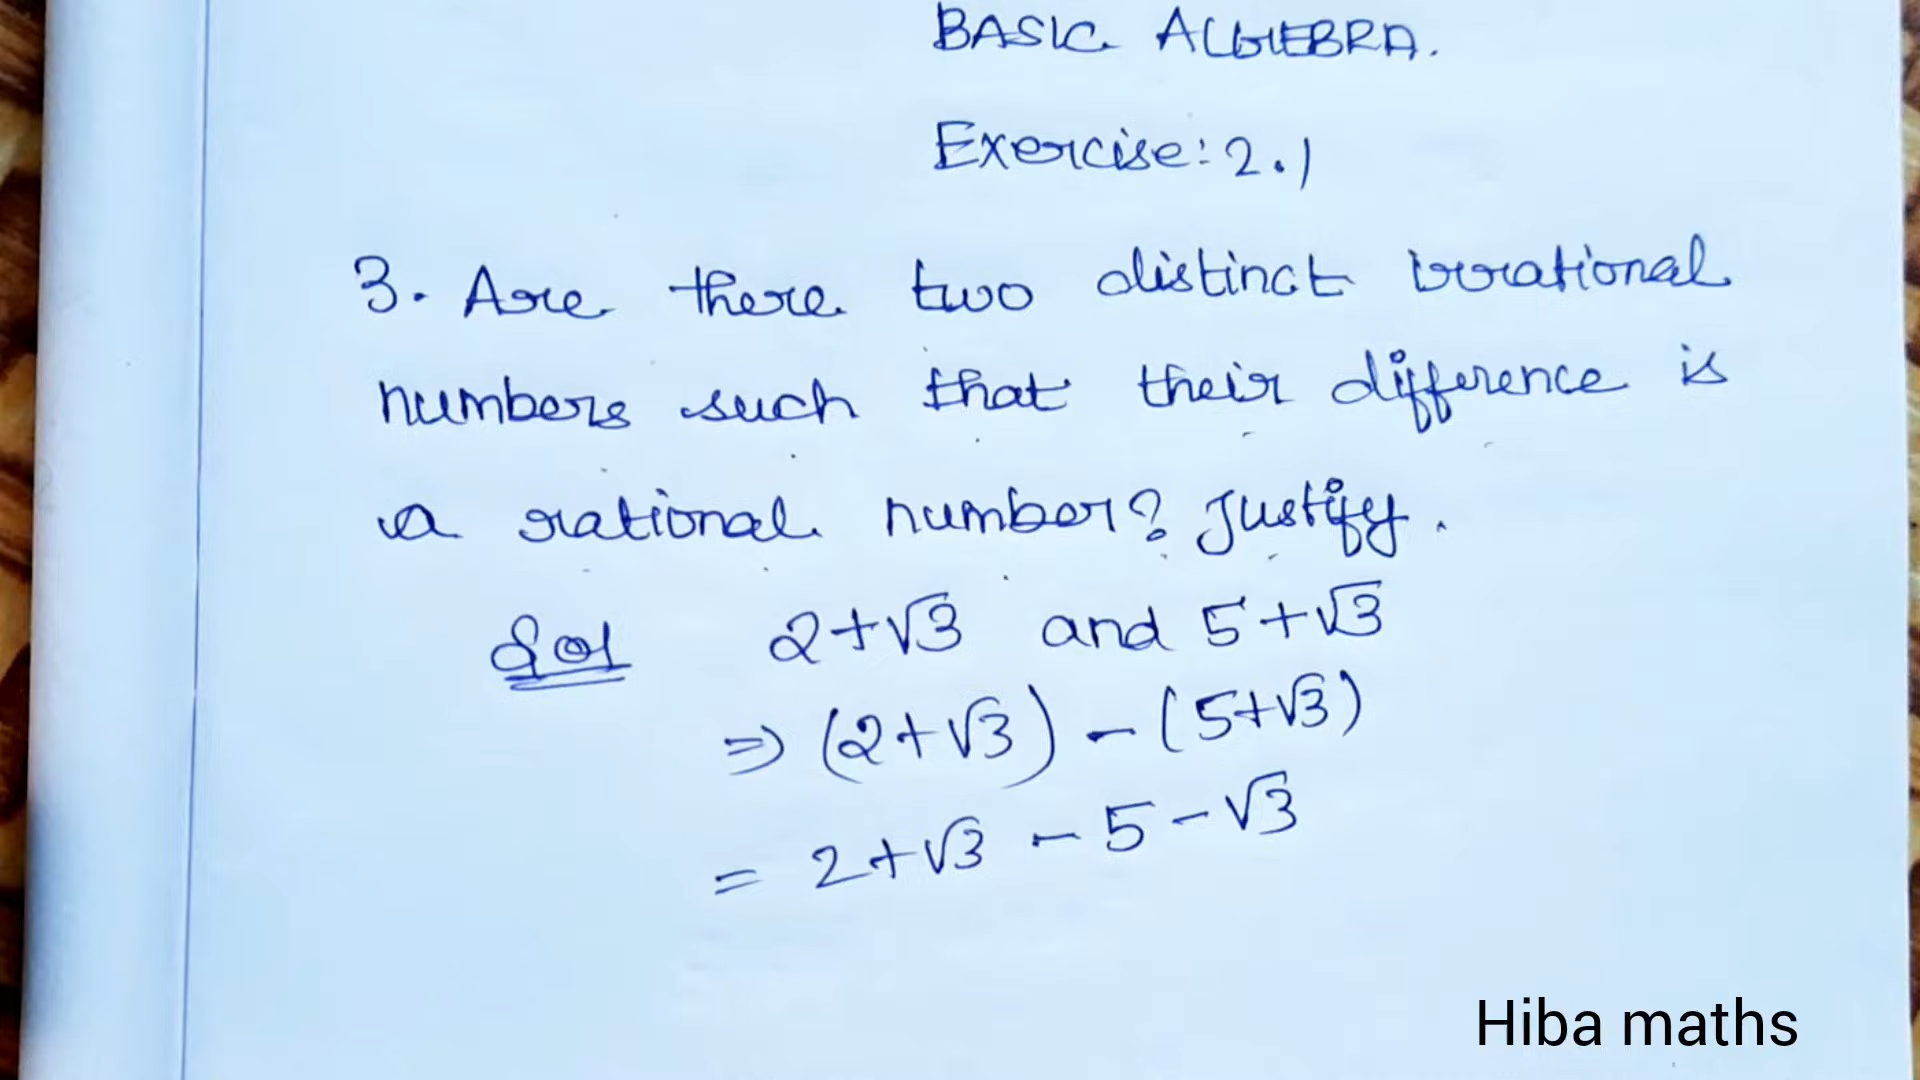 BASIC ALGEBRA.
Exercise: 2.1
3. Are there two distinct irrational
numbers such that their difference is
a rational number? Justify.
Sol 2+√3 and 5+√3
⇒ (2+√3) - (5+√3)
= 2+√3 - 5 - √3
Hiba maths